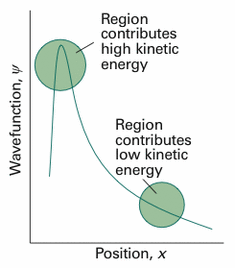 Region
contributes
high kinetic
energy
Region
contributes
low kinetic
energy
Wavefunction, ψ
Position, x